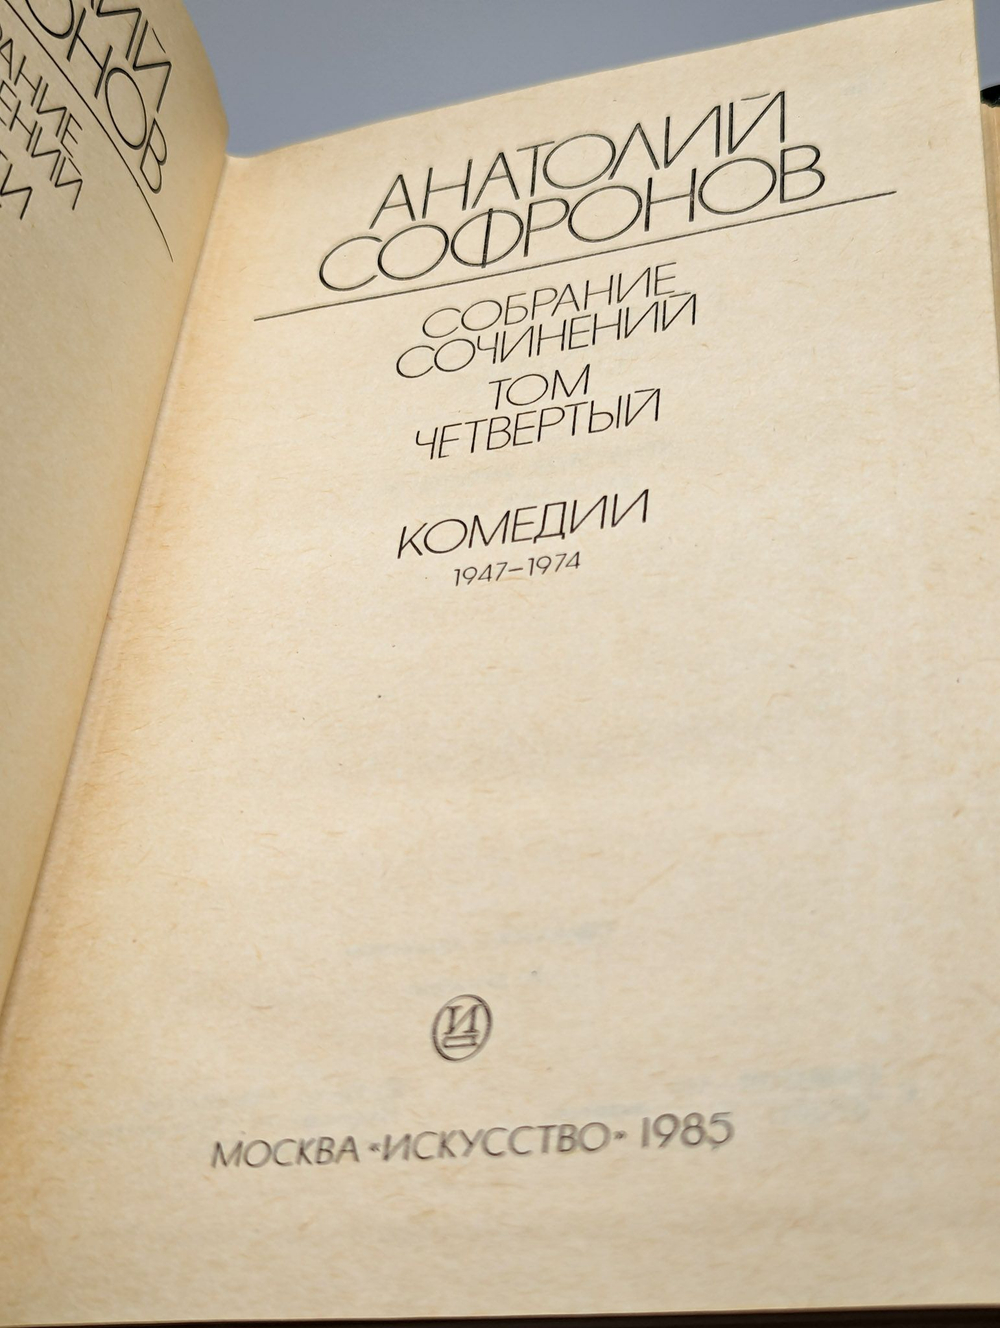 АНАТОЛИЙ
СОФРОНОВ
СОБРАНИЕ
СОЧИНЕНИЙ
ТОМ
ЧЕТВЕРТЫЙ
КОМЕДИИ
1947–1974
И
МОСКВА «ИСКУССТВО» 1985